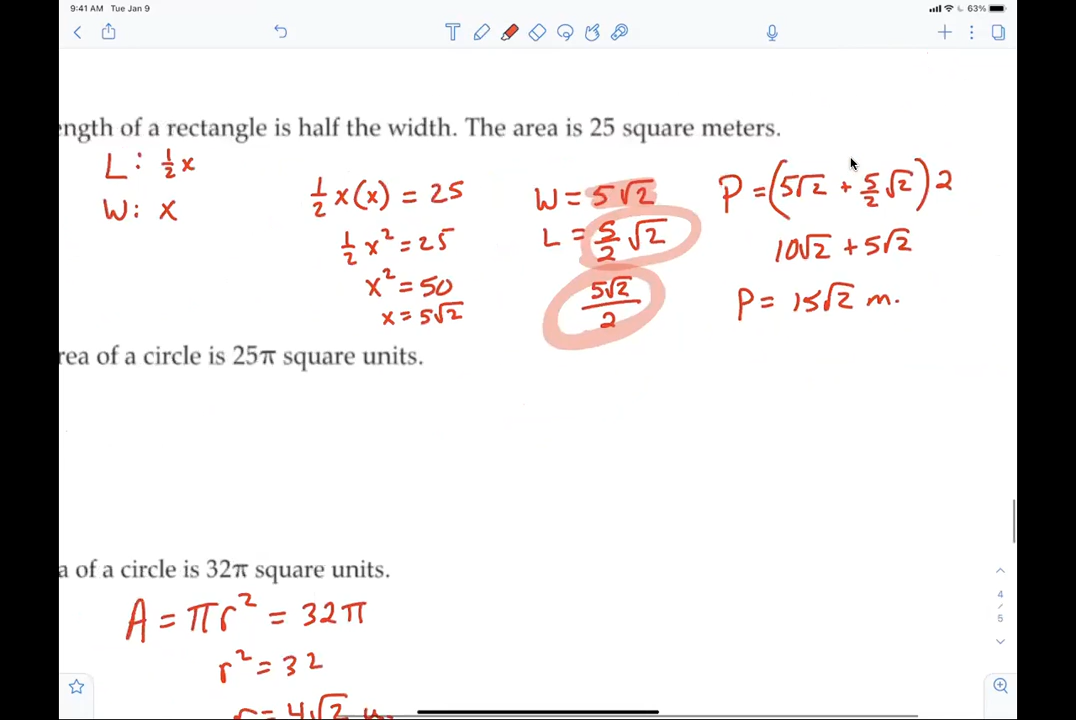 9:41 AM Tue Jan 9
63%
ength of a rectangle is half the width. The area is 25 square meters.
L: ½x
W: x
½x(x) = 25
½x² = 25
x² = 50
x = 5√2
W = 5√2
L = 5/2 √2
5√2/2
P = (5√2 + 5/2 √2)2
10√2 + 5√2
P = 15√2 m.
rea of a circle is 25π square units.
a of a circle is 32π square units.
A = πr² = 32π
r² = 32
r = 4√2 u.
4
/
5